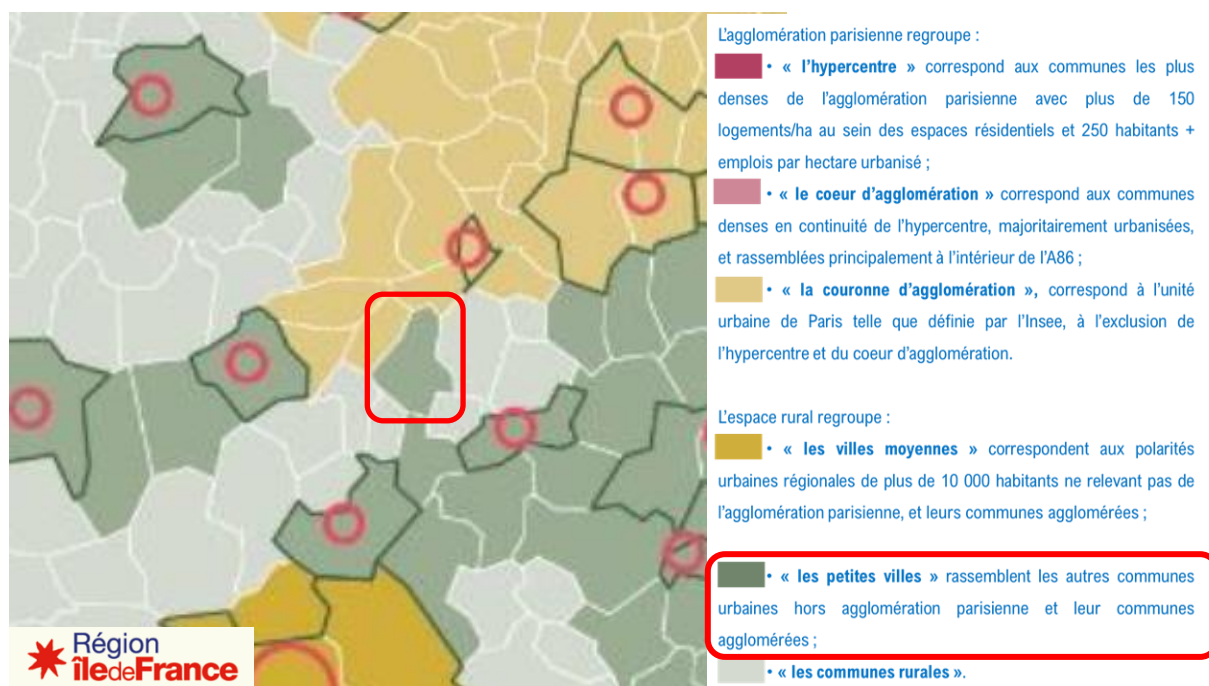 L'agglomération parisienne regroupe :
• « l'hypercentre » correspond aux communes les plus
denses de l'agglomération parisienne avec plus de 150
logements/ha au sein des espaces résidentiels et 250 habitants +
emplois par hectare urbanisé ;
• « le coeur d'agglomération » correspond aux communes
denses en continuité de l'hypercentre, majoritairement urbanisées,
et rassemblées principalement à l'intérieur de l'A86 ;
• « la couronne d'agglomération », correspond à l'unité
urbaine de Paris telle que définie par l'Insee, à l'exclusion de
l'hypercentre et du coeur d'agglomération.
L'espace rural regroupe :
• « les villes moyennes » correspondent aux polarités
urbaines régionales de plus de 10 000 habitants ne relevant pas de
l'agglomération parisienne, et leurs communes agglomérées ;
• « les petites villes » rassemblent les autres communes
urbaines hors agglomération parisienne et leur communes
agglomérées ;
• « les communes rurales ».
Région
îledeFrance